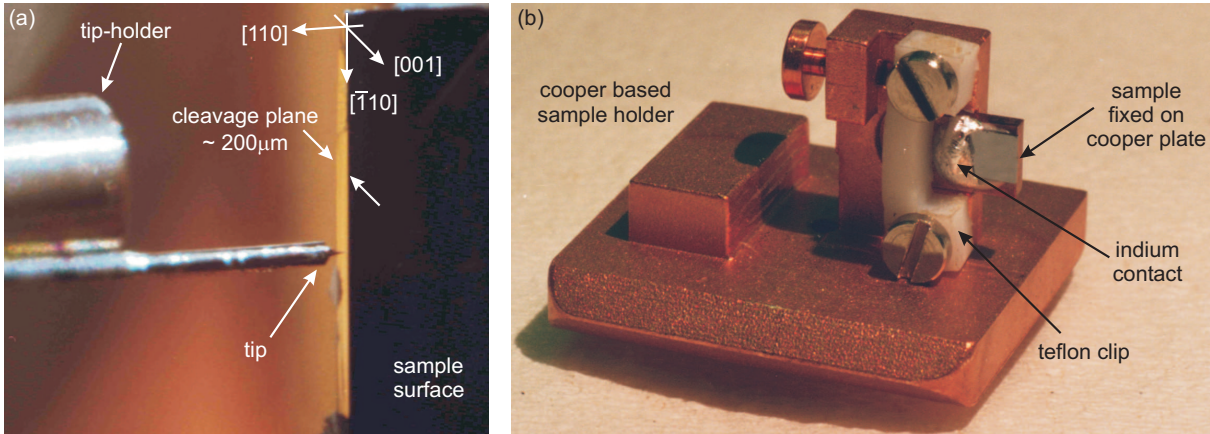 (a)
tip-holder
[110]
[001]
[1̅10]
cleavage plane
~ 200µm
tip
sample
surface
(b)
cooper based
sample holder
sample
fixed on
cooper plate
indium
contact
teflon clip